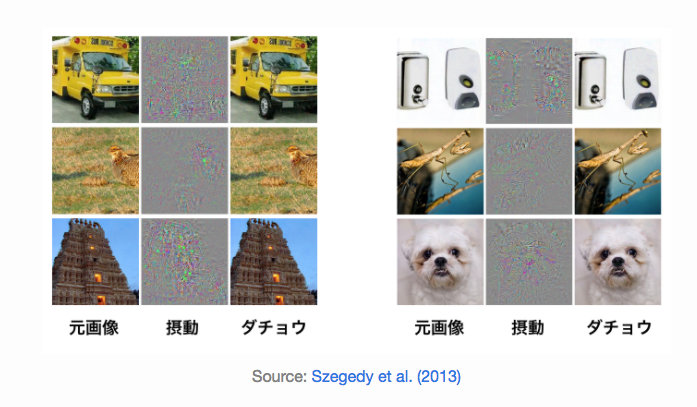 元画像 摂動 ダチョウ 元画像 摂動 ダチョウ
Source: Szegedy et al. (2013)